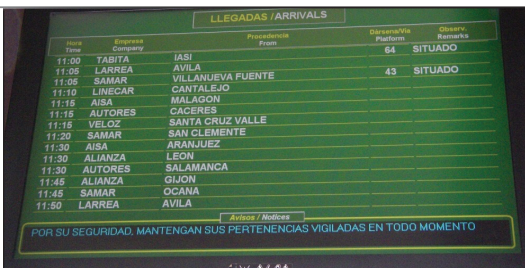 LLEGADAS / ARRIVALS
Hora Empresa Procedencia Dársena/Vía Observ.
Time Company From Platform Remarks
11:00 TABITA IASI 64 SITUADO
11:05 LARREA AVILA
11:05 SAMAR VILLANUEVA FUENTE 43 SITUADO
11:10 LINECAR CANTALEJO
11:15 AISA MALAGON
11:15 AUTORES CACERES
11:15 VELOZ SANTA CRUZ VALLE
11:20 SAMAR SAN CLEMENTE
11:30 AISA ARANJUEZ
11:30 ALIANZA LEON
11:30 AUTORES SALAMANCA
11:45 ALIANZA GIJON
11:45 SAMAR OCANA
11:50 LARREA AVILA
Avisos / Notices
POR SU SEGURIDAD, MANTENGAN SUS PERTENENCIAS VIGILADAS EN TODO MOMENTO